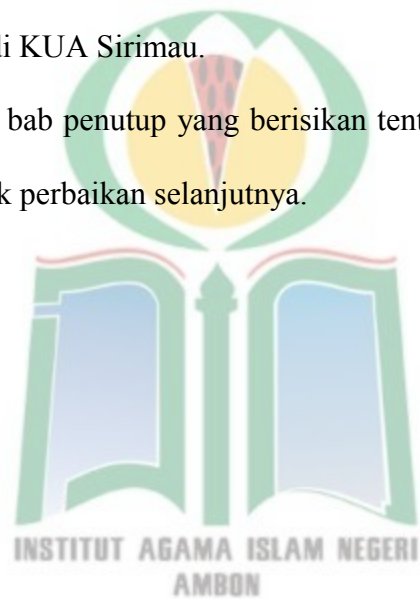 di KUA Sirimau.
bab penutup yang berisikan tent
k perbaikan selanjutnya.
INSTITUT AGAMA ISLAM NEGERI
AMBON